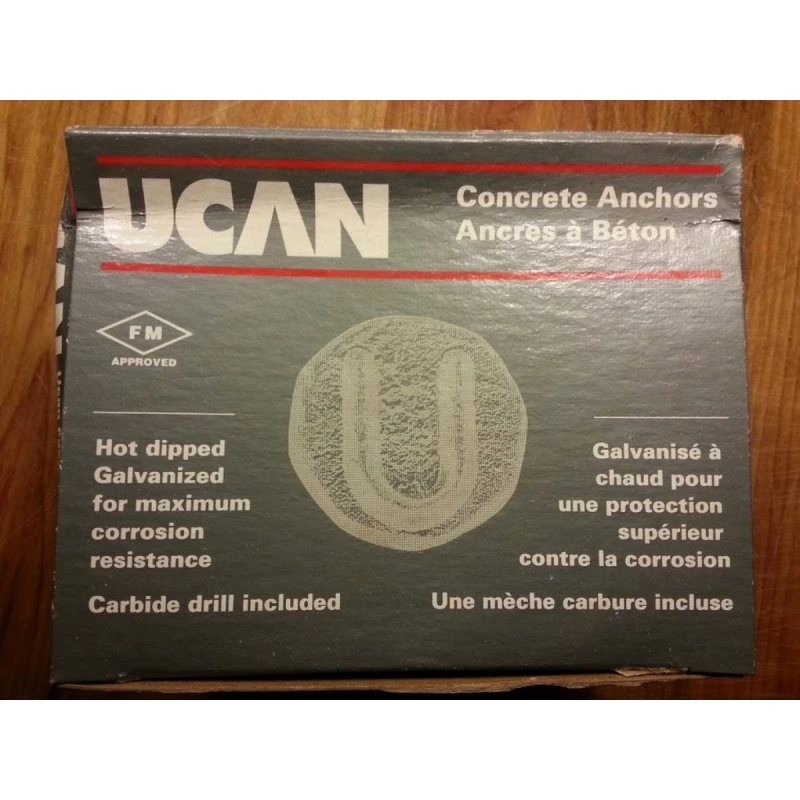 UCAN
Concrete Anchors
Ancres à Béton
FM
APPROVED
Hot dipped
Galvanized
for maximum
corrosion
resistance
Carbide drill included
Galvanisé à
chaud pour
une protection
supérieur
contre la corrosion
Une mèche carbure incluse